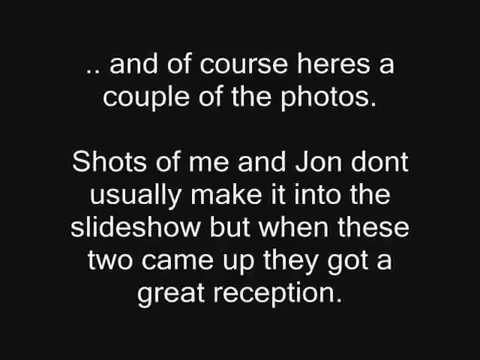 .. and of course heres a
couple of the photos.
Shots of me and Jon dont
usually make it into the
slideshow but when these
two came up they got a
great reception.